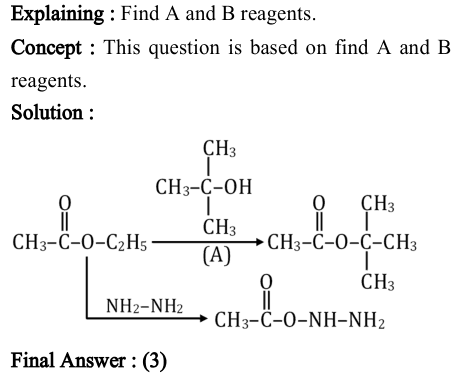 Explaining : Find A and B reagents.
Concept : This question is based on find A and B
reagents.
Solution :
CH3
CH3–C–OH
CH3
(A)
O
CH3–C–O–C2H5
O
CH3
CH3–C–O–C–CH3
CH3
NH2–NH2
O
CH3–C–O–NH–NH2
Final Answer : (3)